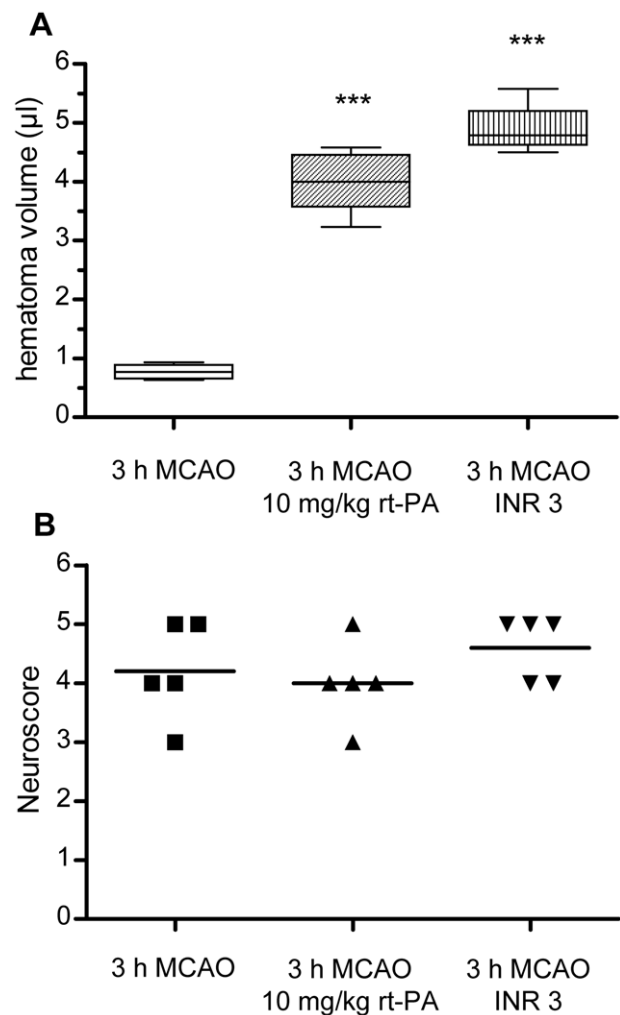 A
hematoma volume (µl)
6
5
4
3
2
1
0
***
***
3 h MCAO
3 h MCAO
10 mg/kg rt-PA
3 h MCAO
INR 3
B
Neuroscore
6
5
4
3
2
1
0
3 h MCAO
3 h MCAO
10 mg/kg rt-PA
3 h MCAO
INR 3